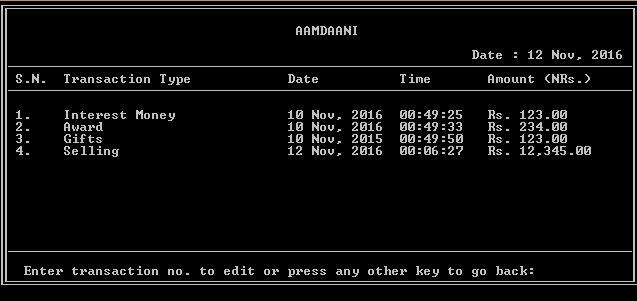 AAMDAANI
Date : 12 Nov, 2016
S.N. Transaction Type Date Time Amount (NRs.)
1. Interest Money 10 Nov, 2016 00:49:25 Rs. 123.00
2. Award 10 Nov, 2016 00:49:33 Rs. 234.00
3. Gifts 10 Nov, 2015 00:49:50 Rs. 123.00
4. Selling 12 Nov, 2016 00:06:27 Rs. 12,345.00
Enter transaction no. to edit or press any other key to go back: